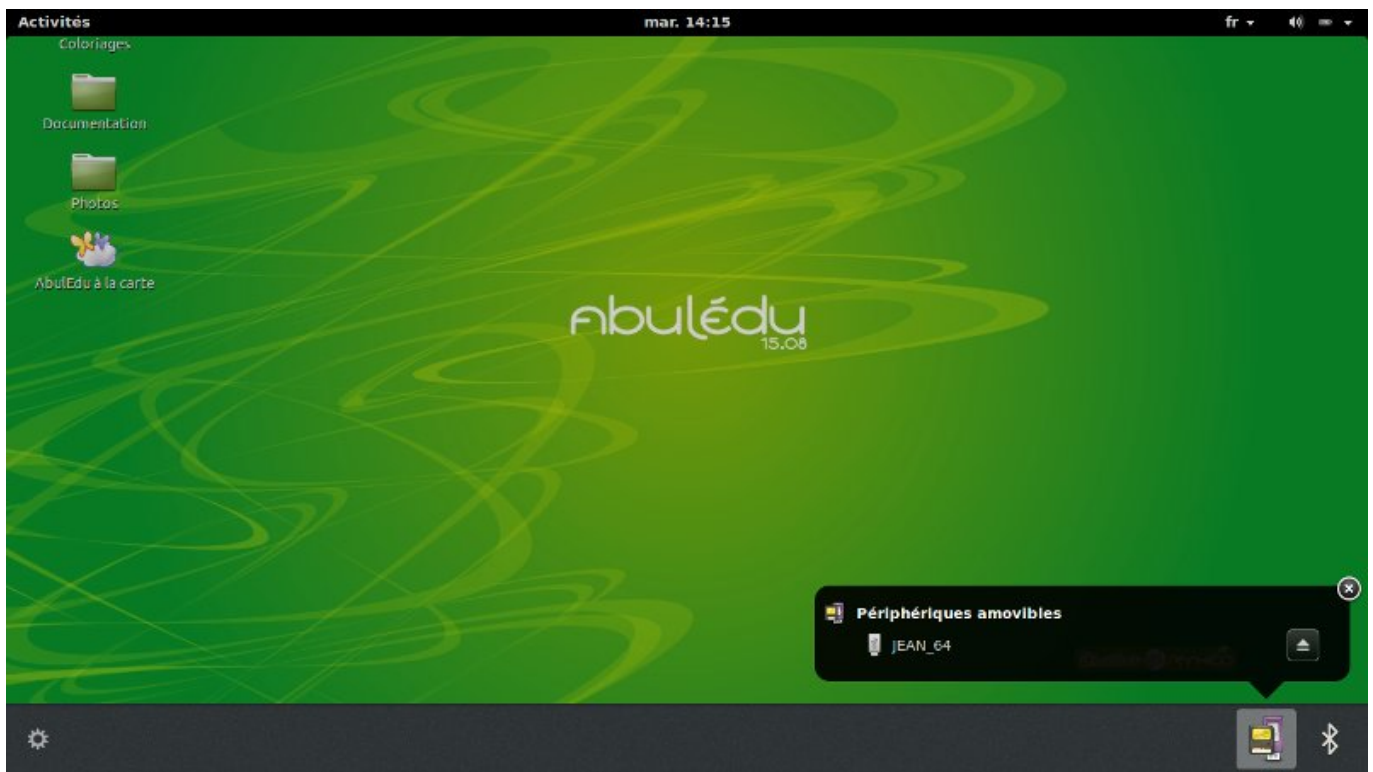 Activités
mar. 14:15
fr
Coloriages
Documentation
Photos
AbulEdu à la carte
abulédu
15.08
Périphériques amovibles
JEAN_64